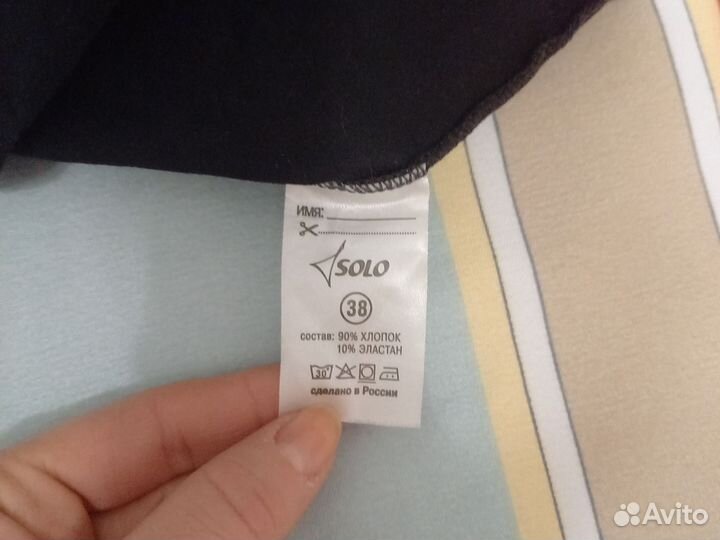 ИМЯ:
SOLO
38
состав: 90% ХЛОПОК
10% ЭЛАСТАН
30
сделано в России
Avito